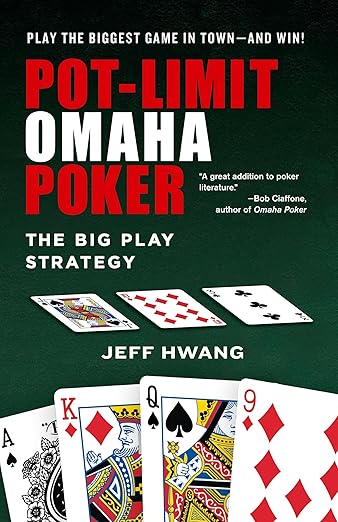 PLAY THE BIGGEST GAME IN TOWN—AND WIN!
POT-LIMIT
OMAHA
POKER
"A great addition to poker
literature."
—Bob Ciaffone,
author of Omaha Poker
THE BIG PLAY
STRATEGY
JEFF HWANG
A
K
Q
9